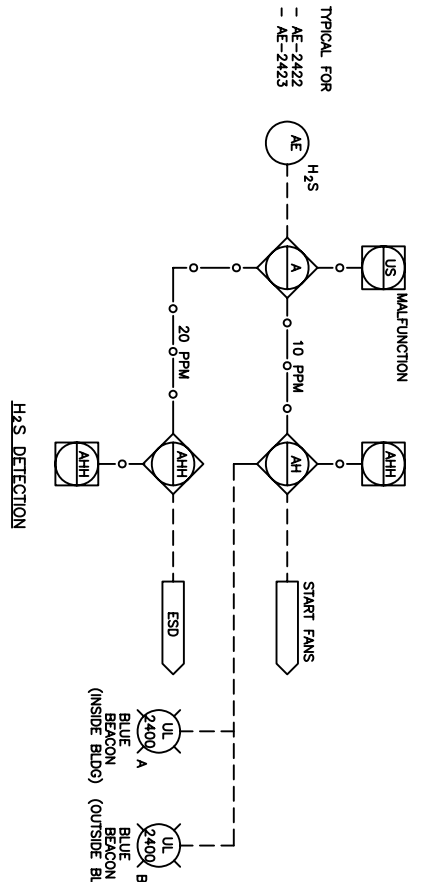 TYPICAL FOR
- AE-2422
- AE-2423
AE
H2S
A
US
MALFUNCTION
10 PPM
20 PPM
AHH
AH
START FANS
AHH
AHH
ESD
UL
2400 A
BLUE
BEACON
(INSIDE BLDG)
UL
2400 B
BLUE
BEACON
(OUTSIDE BL
H2S DETECTION